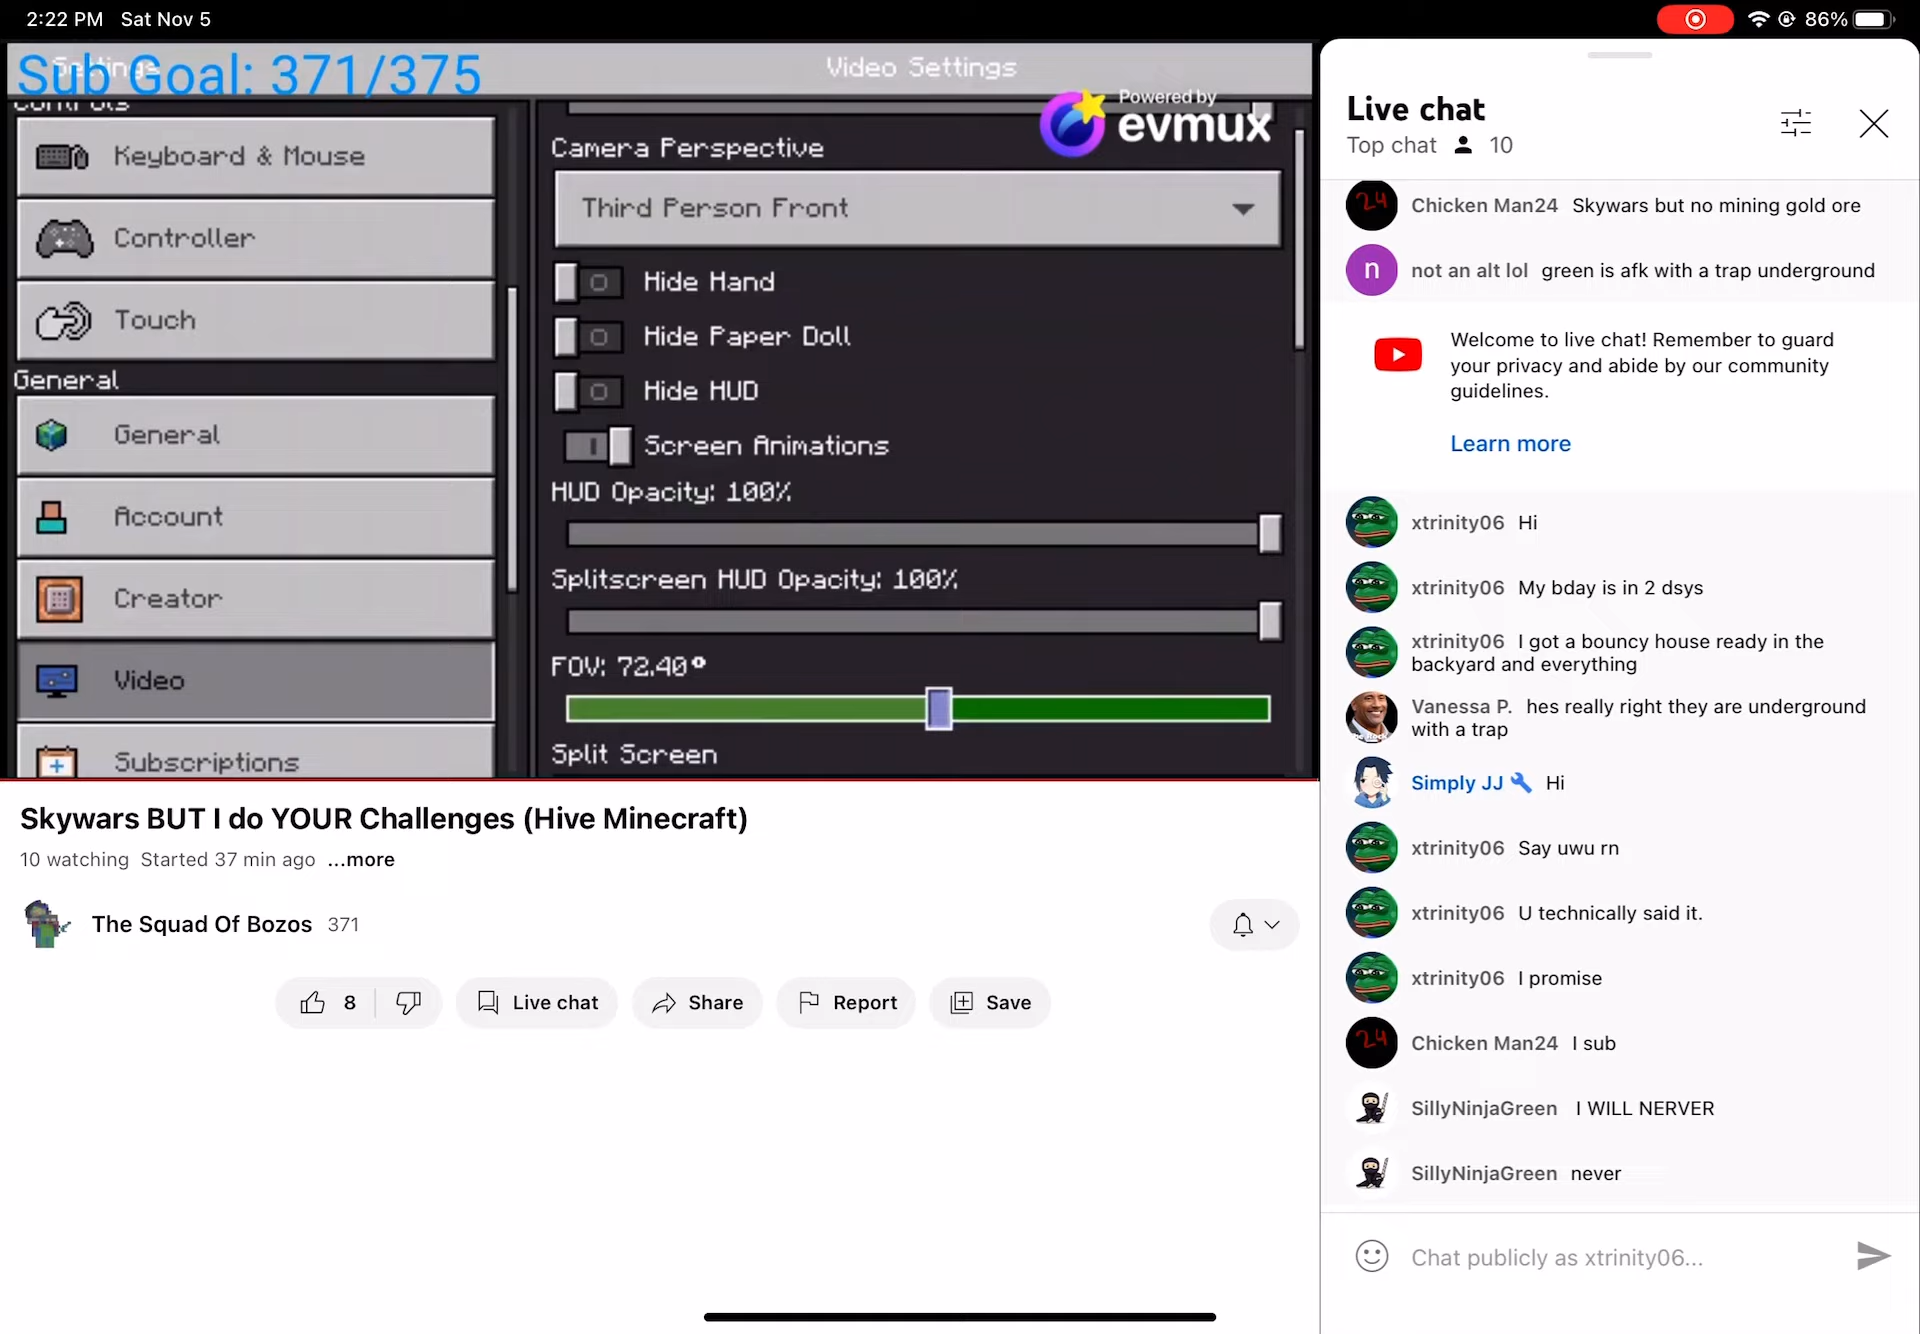 2:22 PM Sat Nov 5
86%
Sub Goal: 371/375
Settings
Video Settings
Powered by
evmux
Controls
Keyboard & Mouse
Controller
Touch
General
General
Account
Creator
Video
Subscriptions
Camera Perspective
Third Person Front
Hide Hand
Hide Paper Doll
Hide HUD
Screen Animations
HUD Opacity: 100%
Splitscreen HUD Opacity: 100%
FOV: 72.40°
Split Screen
Skywars BUT I do YOUR Challenges (Hive Minecraft)
10 watching Started 37 min ago ...more
The Squad Of Bozos 371
8
Live chat
Share
Report
Save
Live chat
Top chat 10
24
Chicken Man24 Skywars but no mining gold ore
n
not an alt lol green is afk with a trap underground
Welcome to live chat! Remember to guard
your privacy and abide by our community
guidelines.
Learn more
xtrinity06 Hi
xtrinity06 My bday is in 2 dsys
xtrinity06 I got a bouncy house ready in the
backyard and everything
Vanessa P. hes really right they are underground
with a trap
Simply JJ Hi
xtrinity06 Say uwu rn
xtrinity06 U technically said it.
xtrinity06 I promise
24
Chicken Man24 I sub
SillyNinjaGreen I WILL NERVER
SillyNinjaGreen never
Chat publicly as xtrinity06...